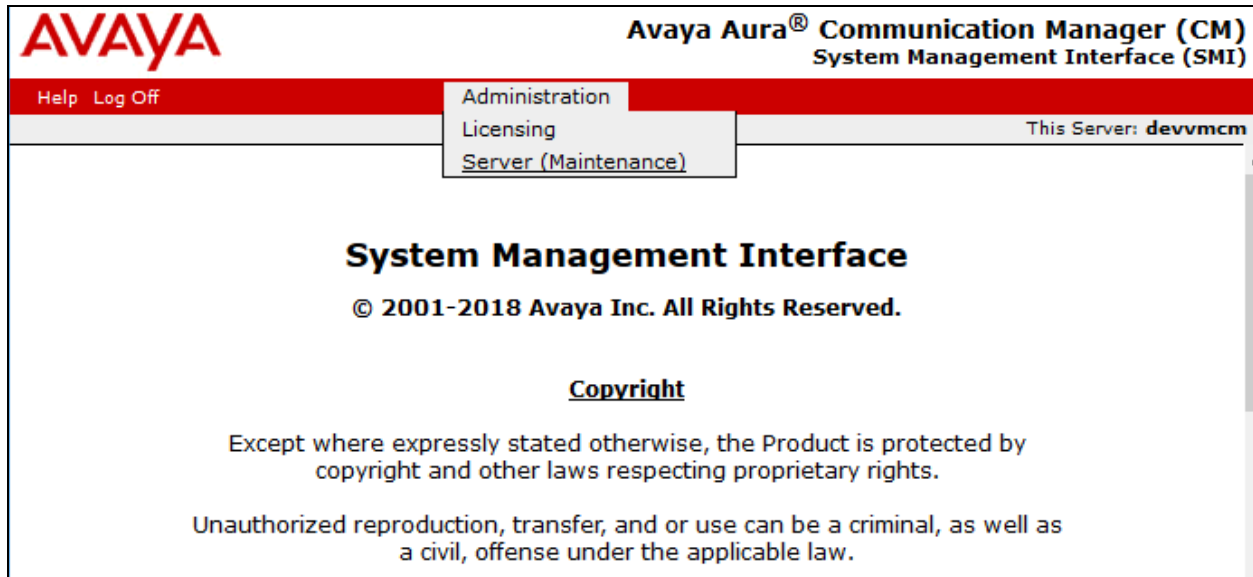 AVAYA
Avaya Aura® Communication Manager (CM)
System Management Interface (SMI)
Help Log Off
Administration
Licensing
This Server: devvmcm
Server (Maintenance)
System Management Interface
© 2001-2018 Avaya Inc. All Rights Reserved.
Copyright
Except where expressly stated otherwise, the Product is protected by
copyright and other laws respecting proprietary rights.
Unauthorized reproduction, transfer, and or use can be a criminal, as well as
a civil, offense under the applicable law.